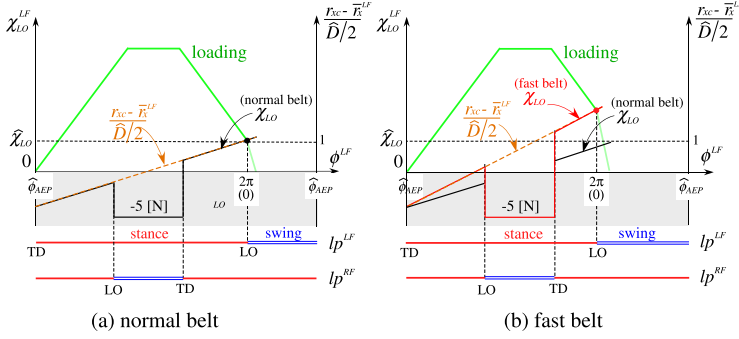 χ_LO^LF
(r_xc - r̄_x^LF) / (D̂/2)
loading
(normal belt)
χ_LO
(r_xc - r̄_x^LF) / (D̂/2)
χ̂_LO
1
0
ϕ^LF
ϕ̂_AEP
2π
(0)
ϕ̂_AEP
-5 [N]
LO
stance
swing
lp^LF
TD
LO
lp^RF
LO
TD
(a) normal belt
χ_LO^LF
(r_xc - r̄_x^L) / (D̂/2)
loading
(fast belt)
χ_LO
(normal belt)
χ_LO
(r_xc - r̄_x^LF) / (D̂/2)
χ̂_LO
1
0
ϕ^LF
ϕ̂_AEP
2π
(0)
ϕ̂_AEP
-5 [N]
stance
swing
lp^LF
TD
LO
lp^RF
LO
TD
(b) fast belt